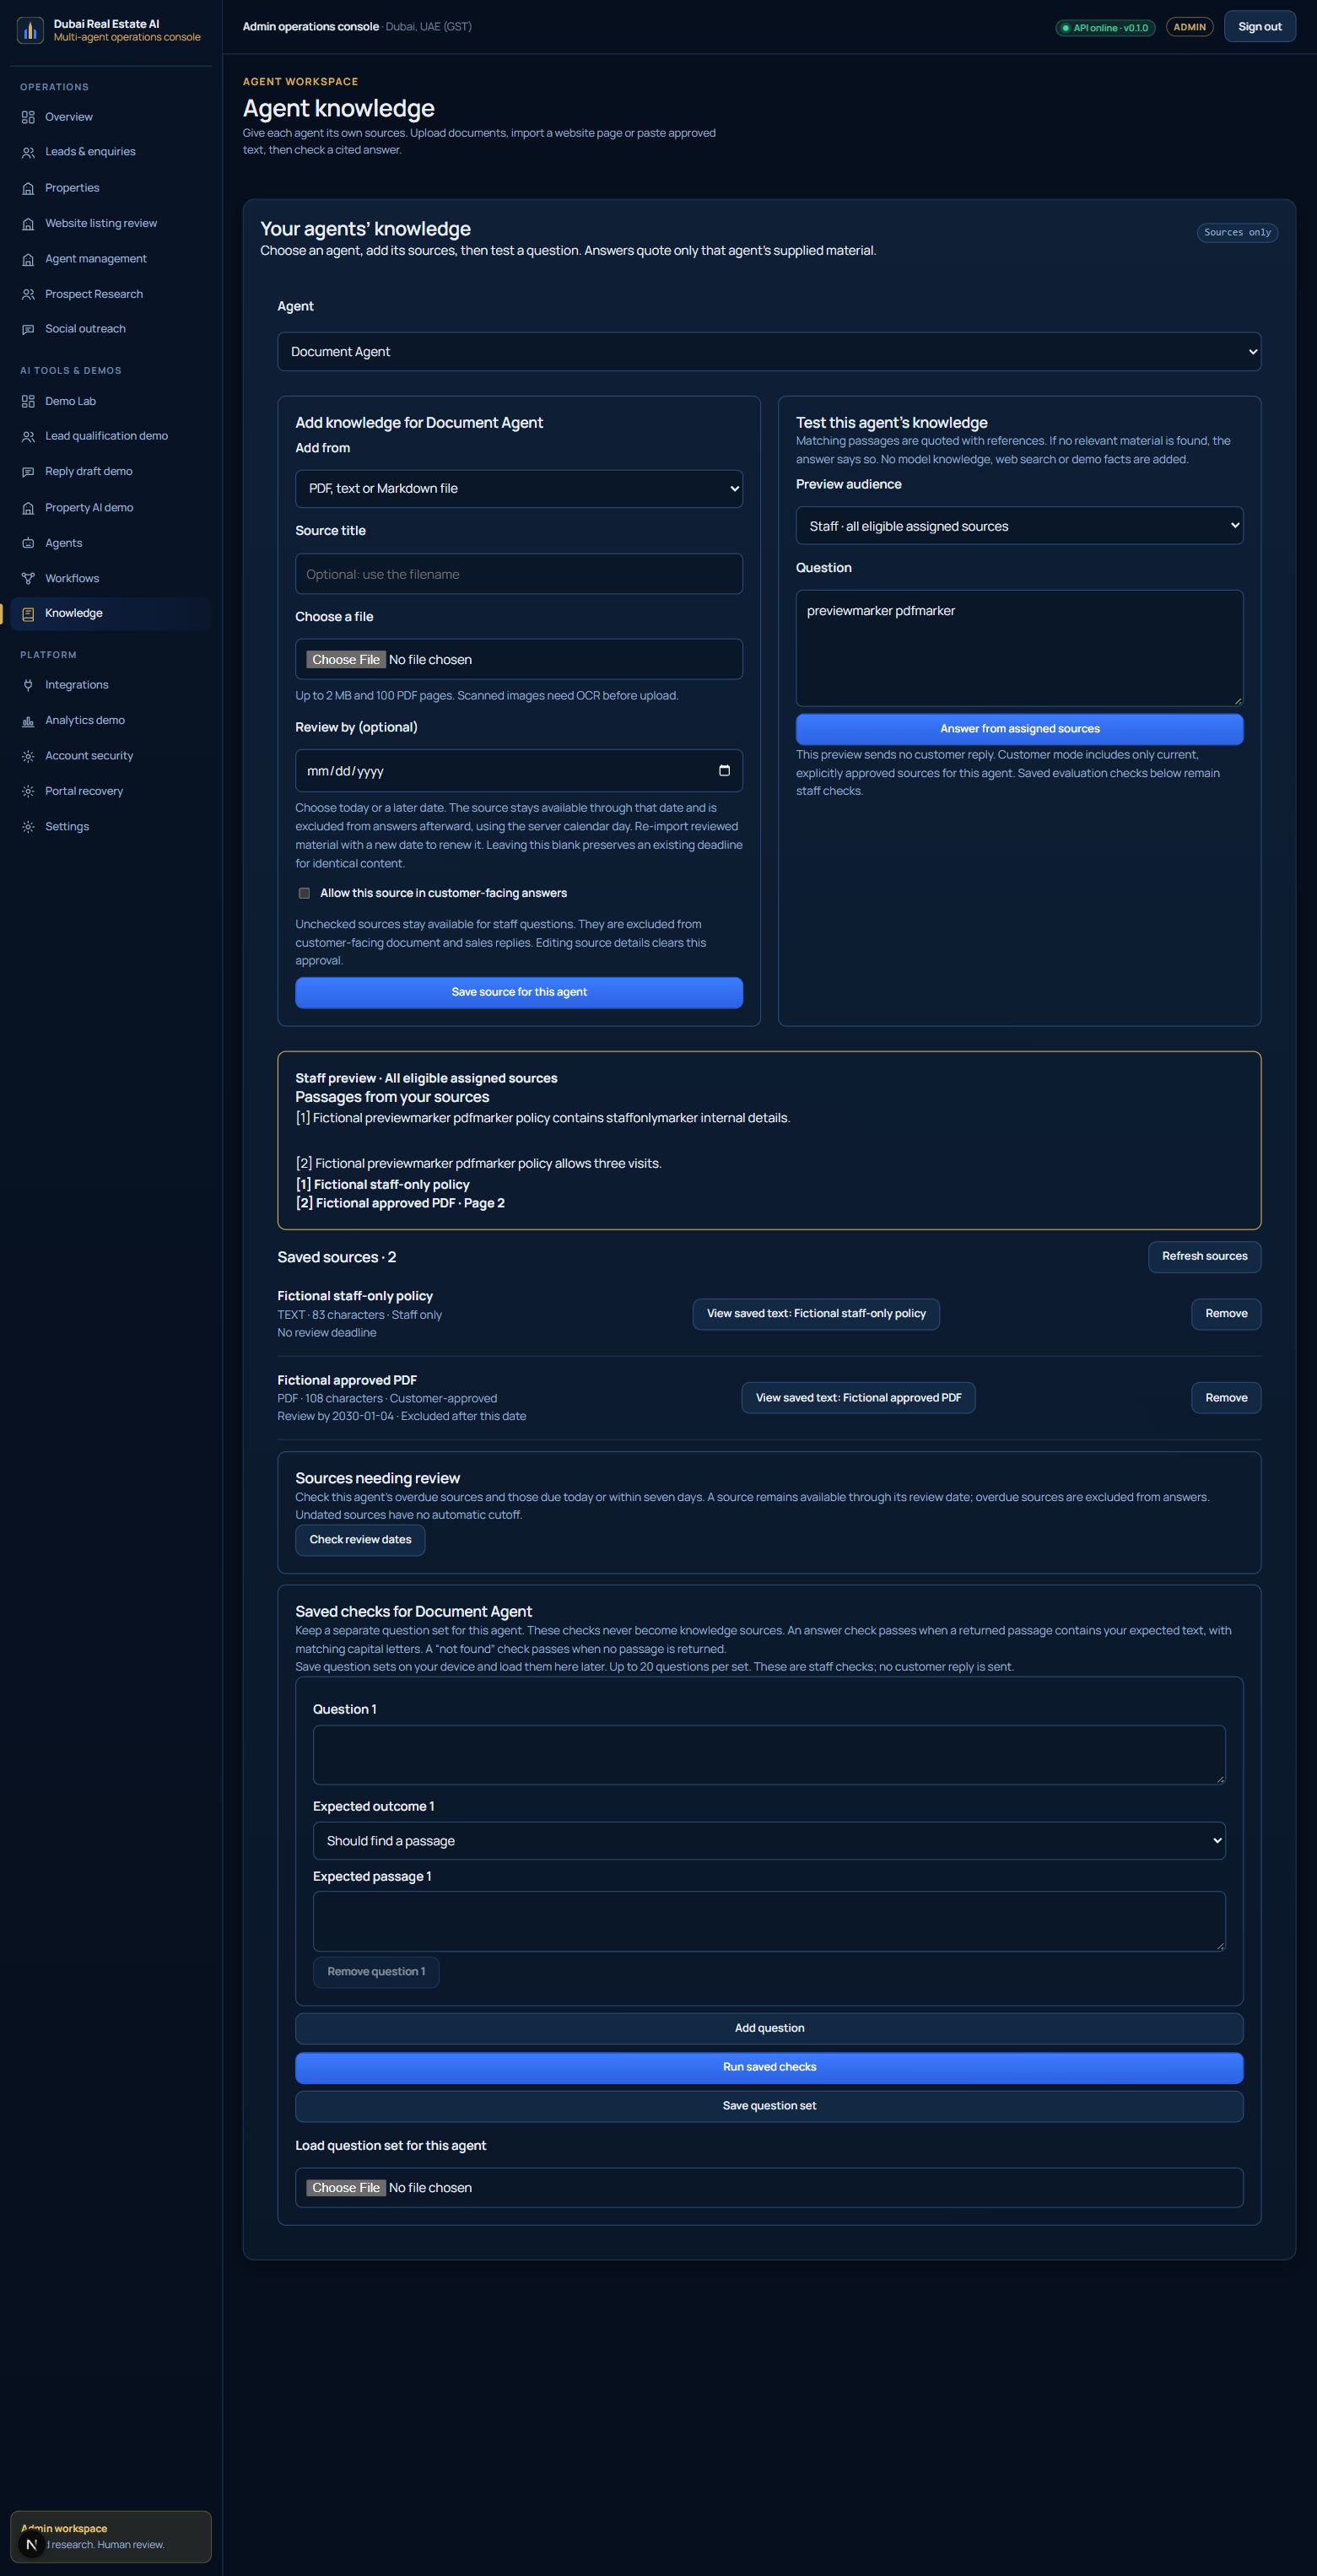 Dubai Real Estate AI
Multi-agent operations console
Admin operations console · Dubai, UAE (GST)
API online · v0.1.0
ADMIN
Sign out
OPERATIONS
Overview
Leads & enquiries
Properties
Website listing review
Agent management
Prospect Research
Social outreach
AI TOOLS & DEMOS
Demo Lab
Lead qualification demo
Reply draft demo
Property AI demo
Agents
Workflows
Knowledge
PLATFORM
Integrations
Analytics demo
Account security
Portal recovery
Settings
AGENT WORKSPACE
Agent knowledge
Give each agent its own sources. Upload documents, import a website page or paste approved
text, then check a cited answer.
Your agents’ knowledge
Choose an agent, add its sources, then test a question. Answers quote only that agent’s supplied material.
Sources only
Agent
Document Agent
Add knowledge for Document Agent
Add from
PDF, text or Markdown file
Source title
Optional: use the filename
Choose a file
Choose File No file chosen
Up to 2 MB and 100 PDF pages. Scanned images need OCR before upload.
Review by (optional)
mm/dd/yyyy
Choose today or a later date. The source stays available through that date and is
excluded from answers afterward, using the server calendar day. Re-import reviewed
material with a new date to renew it. Leaving this blank preserves an existing deadline
for identical content.
Allow this source in customer-facing answers
Unchecked sources stay available for staff questions. They are excluded from
customer-facing document and sales replies. Editing source details clears this
approval.
Save source for this agent
Test this agent’s knowledge
Matching passages are quoted with references. If no relevant material is found, the
answer says so. No model knowledge, web search or demo facts are added.
Preview audience
Staff · all eligible assigned sources
Question
previewmarker pdfmarker
Answer from assigned sources
This preview sends no customer reply. Customer mode includes only current,
explicitly approved sources for this agent. Saved evaluation checks below remain
staff checks.
Staff preview · All eligible assigned sources
Passages from your sources
[1] Fictional previewmarker pdfmarker policy contains staffonlymarker internal details.
[2] Fictional previewmarker pdfmarker policy allows three visits.
[1] Fictional staff-only policy
[2] Fictional approved PDF · Page 2
Saved sources · 2
Refresh sources
Fictional staff-only policy
TEXT · 83 characters · Staff only
No review deadline
View saved text: Fictional staff-only policy
Remove
Fictional approved PDF
PDF · 108 characters · Customer-approved
Review by 2030-01-04 · Excluded after this date
View saved text: Fictional approved PDF
Remove
Sources needing review
Check this agent’s overdue sources and those due today or within seven days. A source remains available through its review date; overdue sources are excluded from answers.
Undated sources have no automatic cutoff.
Check review dates
Saved checks for Document Agent
Keep a separate question set for this agent. These checks never become knowledge sources. An answer check passes when a returned passage contains your expected text, with
matching capital letters. A “not found” check passes when no passage is returned.
Save question sets on your device and load them here later. Up to 20 questions per set. These are staff checks; no customer reply is sent.
Question 1
Expected outcome 1
Should find a passage
Expected passage 1
Remove question 1
Add question
Run saved checks
Save question set
Load question set for this agent
Choose File No file chosen
Admin workspace
research. Human review.
N